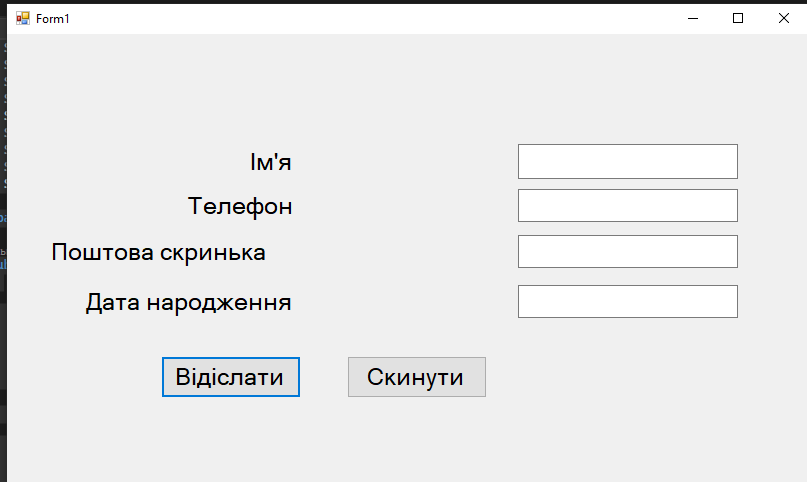 Form1
Ім'я
Телефон
Поштова скринька
Дата народження
Відіслати Скинути